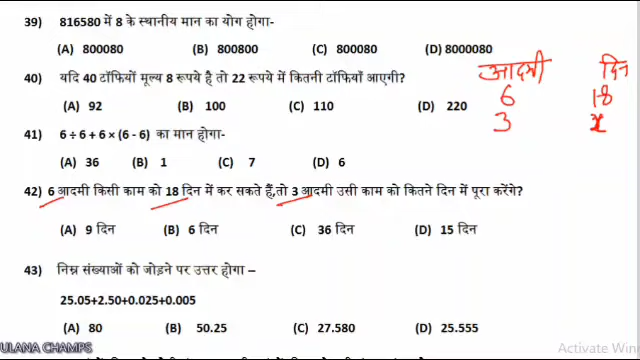 39) 816580 में 8 के स्थानीय मान का योग होगा-
(A) 800080 (B) 800800 (C) 800080 (D) 8000080
40) यदि 40 टॉफियों मूल्य 8 रूपये है तो 22 रूपये में कितनी टॉफियाँ आएगी?
(A) 92 (B) 100 (C) 110 (D) 220
आदमी दिन
6 18
3 x
41) 6 ÷ 6 + 6 × (6 - 6) का मान होगा-
(A) 36 (B) 1 (C) 7 (D) 6
42) 6 आदमी किसी काम को 18 दिन में कर सकते हैं,तो 3 आदमी उसी काम को कितने दिन में पूरा करेंगे?
(A) 9 दिन (B) 6 दिन (C) 36 दिन (D) 15 दिन
43) निम्न संख्याओं को जोड़ने पर उत्तर होगा –
25.05+2.50+0.025+0.005
(A) 80 (B) 50.25 (C) 27.580 (D) 25.555
ULANA CHAMPS
Activate Win